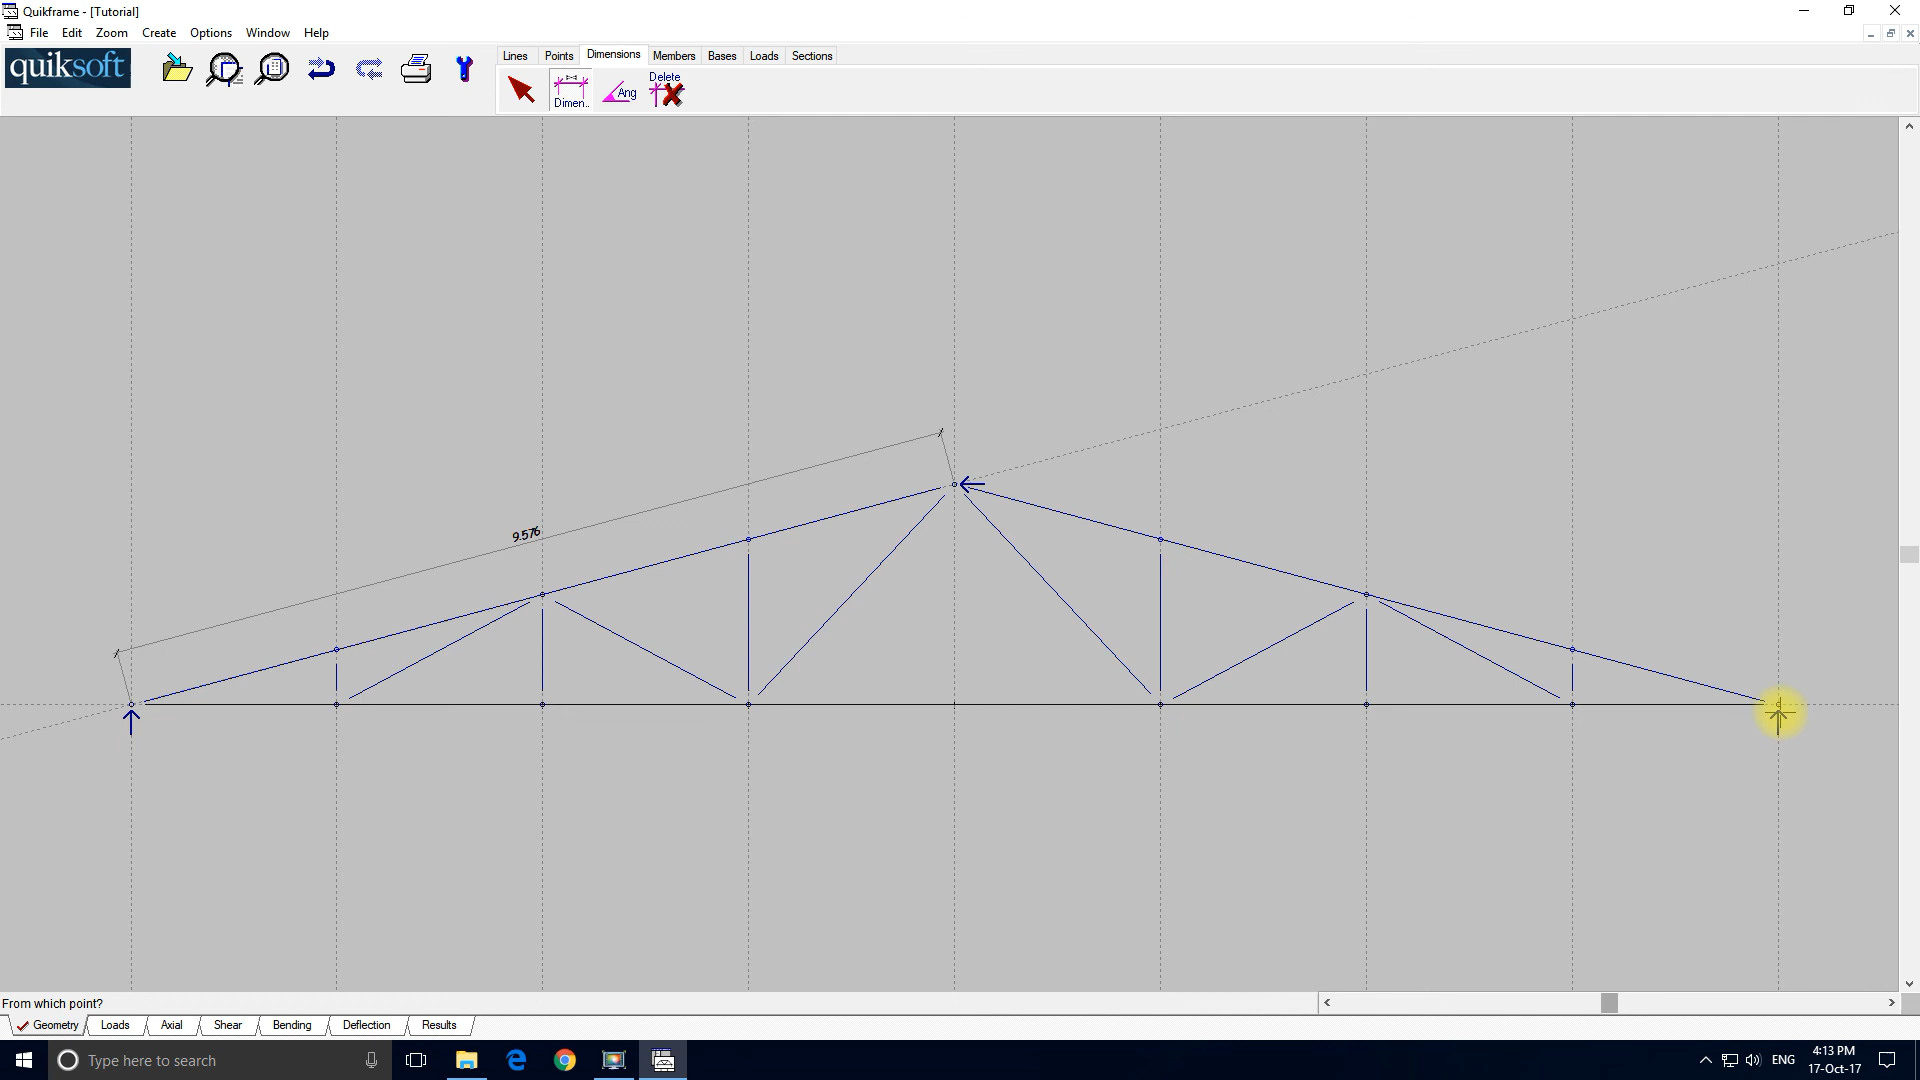 Quikframe - [Tutorial]
File Edit Zoom Create Options Window Help
quiksoft
Lines Points Dimensions Members Bases Loads Sections
Dimen..
Ang
Delete
9.576
From which point?
Geometry Loads Axial Shear Bending Deflection Results
Type here to search
ENG
4:13 PM
17-Oct-17